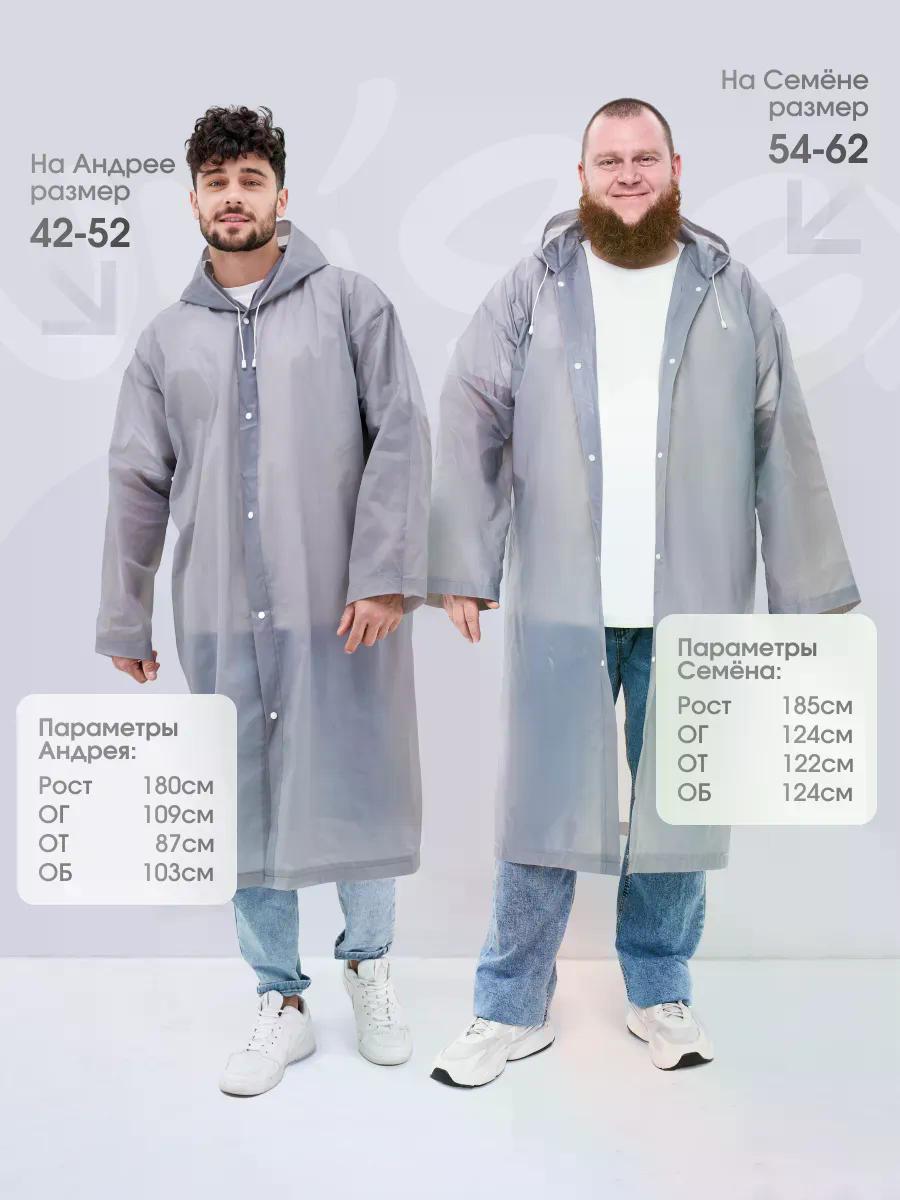 На Андрее
размер
42-52
На Семёне
размер
54-62
Параметры
Андрея:
Рост 180см
ОГ 109см
ОТ 87см
ОБ 103см
Параметры
Семёна:
Рост 185см
ОГ 124см
ОТ 122см
ОБ 124см